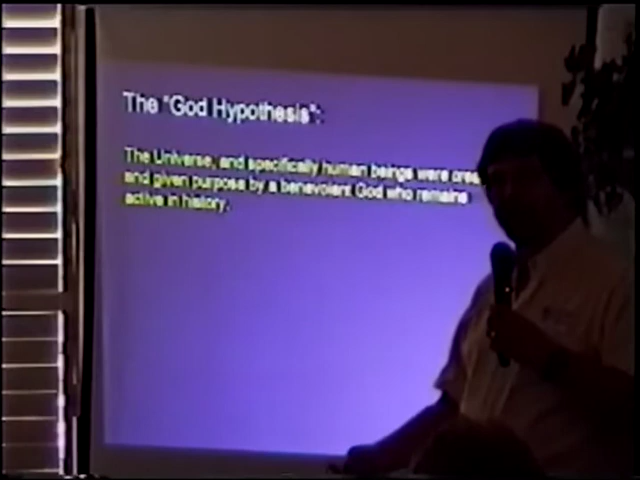 The "God Hypothesis":
The Universe, and specifically human beings were
and given purpose by a benevolent God who remains
active in history.